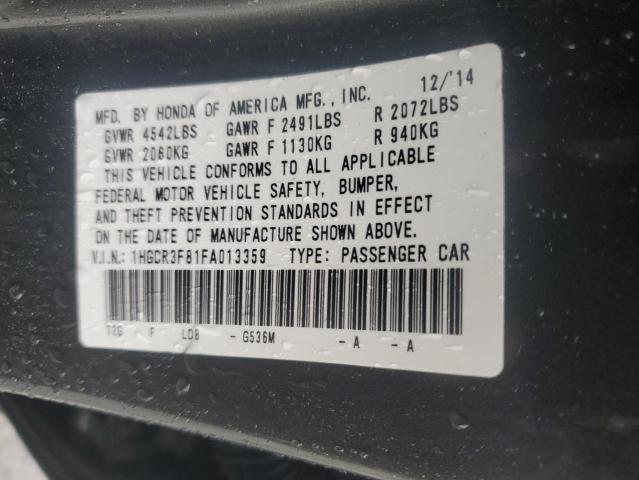 MFD. BY HONDA OF AMERICA MFG., INC. 12/'14
GVWR 4542LBS GAWR F 2491LBS R 2072LBS
GVWR 2060KG GAWR F 1130KG R 940KG
THIS VEHICLE CONFORMS TO ALL APPLICABLE
FEDERAL MOTOR VEHICLE SAFETY, BUMPER,
AND THEFT PREVENTION STANDARDS IN EFFECT
ON THE DATE OF MANUFACTURE SHOWN ABOVE.
V.I.N.: 1HGCR3F81FA013359 TYPE: PASSENGER CAR
T2G F LDB - G536M - A - A